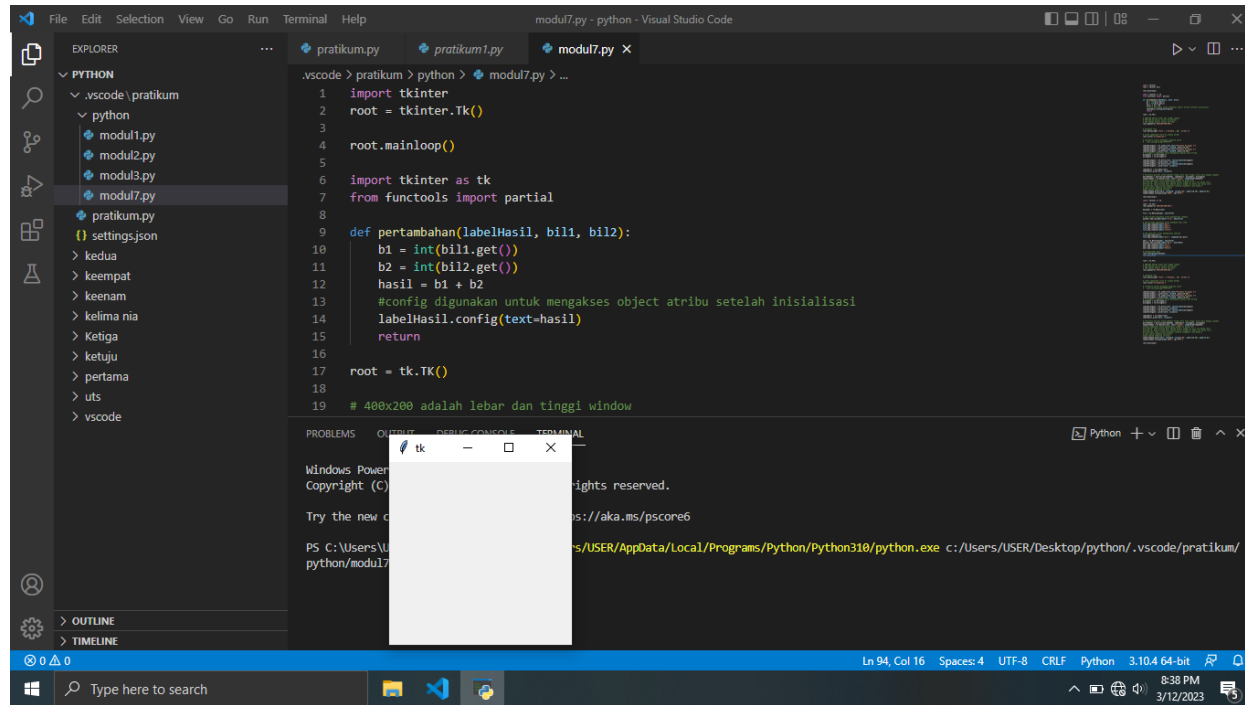 File Edit Selection View Go Run Terminal Help modul7.py - python - Visual Studio Code
EXPLORER
PYTHON
.vscode\pratikum
python
modul1.py
modul2.py
modul3.py
modul7.py
pratikum.py
{} settings.json
kedua
keempat
keenam
kelima nia
Ketiga
ketuju
pertama
uts
vscode
OUTLINE
TIMELINE
pratikum.py pratikum1.py modul7.py
.vscode > pratikum > python > modul7.py > ...
1 import tkinter
2 root = tkinter.Tk()
3
4 root.mainloop()
5
6 import tkinter as tk
7 from functools import partial
8
9 def pertambahan(labelHasil, bil1, bil2):
10 b1 = int(bil1.get())
11 b2 = int(bil2.get())
12 hasil = b1 + b2
13 #config digunakan untuk mengakses object atribu setelah inisialisasi
14 labelHasil.config(text=hasil)
15 return
16
17 root = tk.TK()
18
19 # 400x200 adalah lebar dan tinggi window
PROBLEMS OUTPUT DEBUG CONSOLE TERMINAL
Python
tk
Windows Power
Copyright (C) rights reserved.
Try the new c ps://aka.ms/pscore6
PS C:\Users\U s/USER/AppData/Local/Programs/Python/Python310/python.exe c:/Users/USER/Desktop/python/.vscode/pratikum/
python/modul7
0 0 Ln 94, Col 16 Spaces: 4 UTF-8 CRLF Python 3.10.4 64-bit
Type here to search
8:38 PM
3/12/2023
5